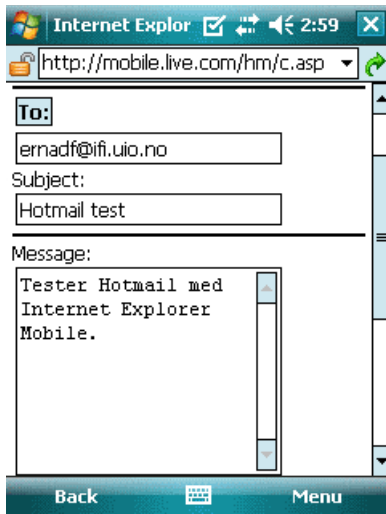 Internet Explor 2:59
http://mobile.live.com/hm/c.asp
To:
ernadf@ifi.uio.no
Subject:
Hotmail test
Message:
Tester Hotmail med
Internet Explorer
Mobile.
Back Menu